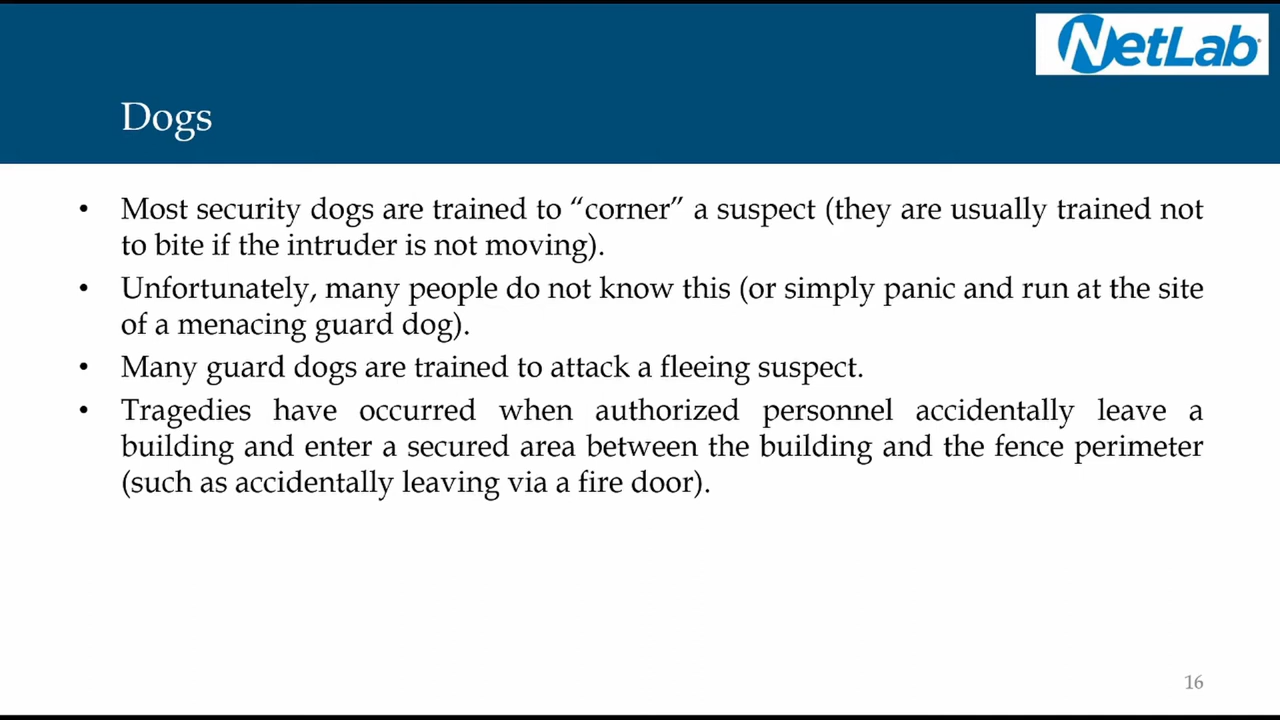 NetLab
Dogs
• Most security dogs are trained to “corner” a suspect (they are usually trained not
to bite if the intruder is not moving).
• Unfortunately, many people do not know this (or simply panic and run at the site
of a menacing guard dog).
• Many guard dogs are trained to attack a fleeing suspect.
• Tragedies have occurred when authorized personnel accidentally leave a
building and enter a secured area between the building and the fence perimeter
(such as accidentally leaving via a fire door).
16